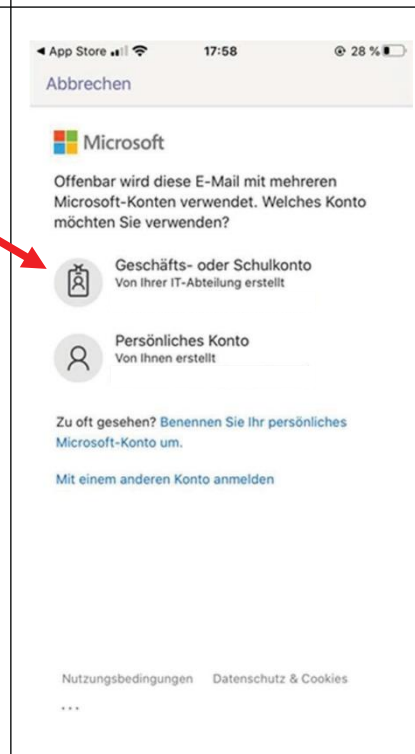 App Store 17:58 28 %
Abbrechen
Microsoft
Offenbar wird diese E-Mail mit mehreren
Microsoft-Konten verwendet. Welches Konto
möchten Sie verwenden?
Geschäfts- oder Schulkonto
Von Ihrer IT-Abteilung erstellt
Persönliches Konto
Von Ihnen erstellt
Zu oft gesehen? Benennen Sie Ihr persönliches
Microsoft-Konto um.
Mit einem anderen Konto anmelden
Nutzungsbedingungen Datenschutz & Cookies
...